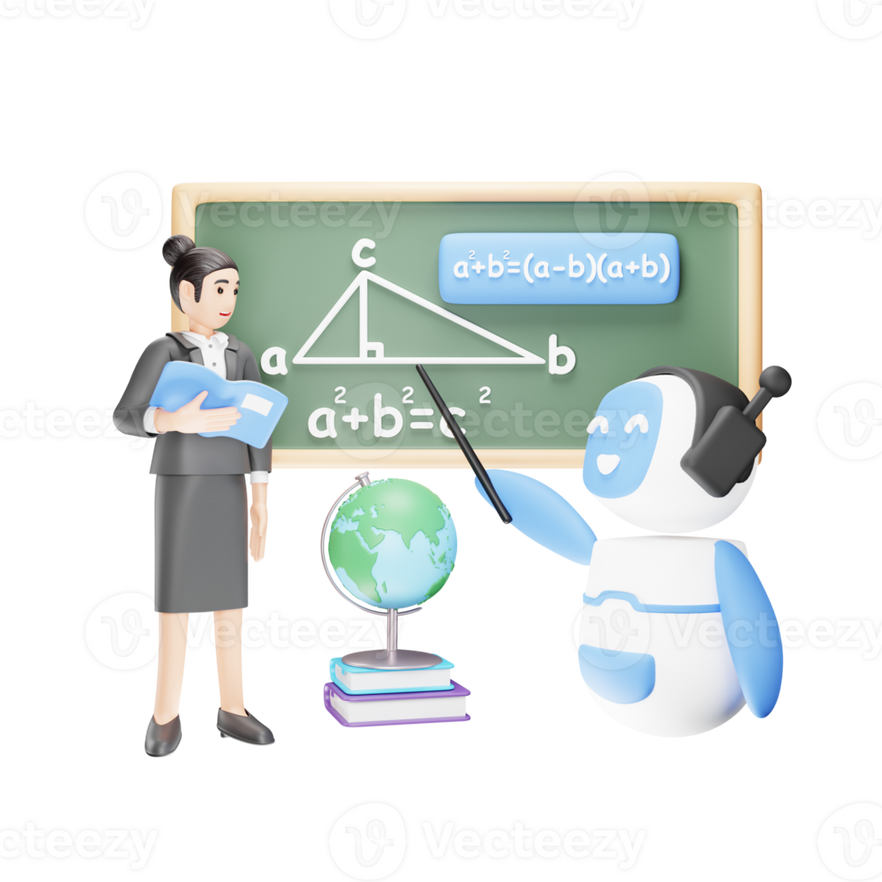 c
a²+b²=(a-b)(a+b)
a
b
a²+b²=c²
Vecteezy